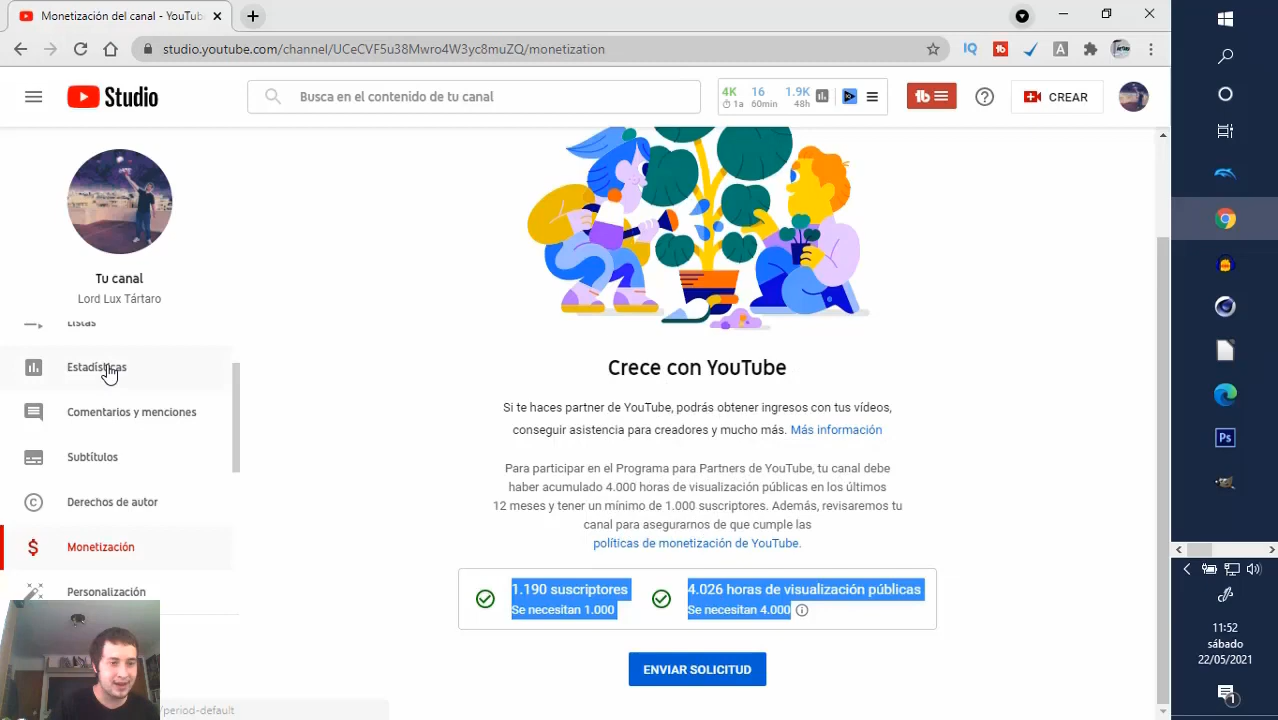 Monetización del canal - YouTub
studio.youtube.com/channel/UCeCVF5u38Mwro4W3yc8muZQ/monetization
Studio
Busca en el contenido de tu canal
4K 16 1.9K
1a 60min 48h
CREAR
Tu canal
Lord Lux Tártaro
Listas
Estadísticas
Comentarios y menciones
Subtítulos
Derechos de autor
Monetización
Personalización
/period-default
Crece con YouTube
Si te haces partner de YouTube, podrás obtener ingresos con tus vídeos,
conseguir asistencia para creadores y mucho más. Más información
Para participar en el Programa para Partners de YouTube, tu canal debe
haber acumulado 4.000 horas de visualización públicas en los últimos
12 meses y tener un mínimo de 1.000 suscriptores. Además, revisaremos tu
canal para asegurarnos de que cumple las
políticas de monetización de YouTube.
1.190 suscriptores
Se necesitan 1.000
4.026 horas de visualización públicas
Se necesitan 4.000
ENVIAR SOLICITUD
IQ
tb
A
Ps
11:52
sábado
22/05/2021
1